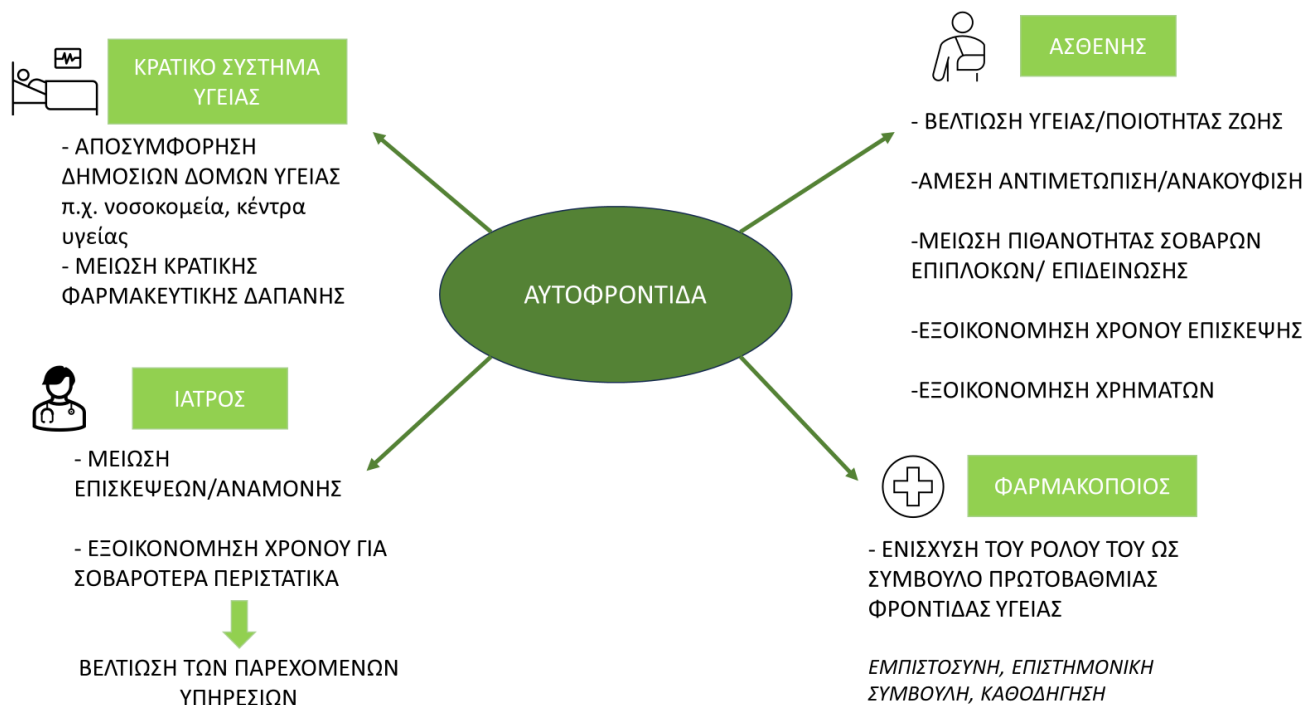 ΚΡΑΤΙΚΟ ΣΥΣΤΗΜΑ
ΥΓΕΙΑΣ
- ΑΠΟΣΥΜΦΟΡΗΣΗ
ΔΗΜΟΣΙΩΝ ΔΟΜΩΝ ΥΓΕΙΑΣ
π.χ. νοσοκομεία, κέντρα
υγείας
- ΜΕΙΩΣΗ ΚΡΑΤΙΚΗΣ
ΦΑΡΜΑΚΕΥΤΙΚΗΣ ΔΑΠΑΝΗΣ
ΑΣΘΕΝΗΣ
- ΒΕΛΤΙΩΣΗ ΥΓΕΙΑΣ/ΠΟΙΟΤΗΤΑΣ ΖΩΗΣ
-ΑΜΕΣΗ ΑΝΤΙΜΕΤΩΠΙΣΗ/ΑΝΑΚΟΥΦΙΣΗ
-ΜΕΙΩΣΗ ΠΙΘΑΝΟΤΗΤΑΣ ΣΟΒΑΡΩΝ
ΕΠΙΠΛΟΚΩΝ/ ΕΠΙΔΕΙΝΩΣΗΣ
-ΕΞΟΙΚΟΝΟΜΗΣΗ ΧΡΟΝΟΥ ΕΠΙΣΚΕΨΗΣ
-ΕΞΟΙΚΟΝΟΜΗΣΗ ΧΡΗΜΑΤΩΝ
ΑΥΤΟΦΡΟΝΤΙΔΑ
ΙΑΤΡΟΣ
- ΜΕΙΩΣΗ
ΕΠΙΣΚΕΨΕΩΝ/ΑΝΑΜΟΝΗΣ
- ΕΞΟΙΚΟΝΟΜΗΣΗ ΧΡΟΝΟΥ ΓΙΑ
ΣΟΒΑΡΟΤΕΡΑ ΠΕΡΙΣΤΑΤΙΚΑ
ΒΕΛΤΙΩΣΗ ΤΩΝ ΠΑΡΕΧΟΜΕΝΩΝ
ΥΠΗΡΕΣΙΩΝ
ΦΑΡΜΑΚΟΠΟΙΟΣ
- ΕΝΙΣΧΥΣΗ ΤΟΥ ΡΟΛΟΥ ΤΟΥ ΩΣ
ΣΥΜΒΟΥΛΟ ΠΡΩΤΟΒΑΘΜΙΑΣ
ΦΡΟΝΤΙΔΑΣ ΥΓΕΙΑΣ
ΕΜΠΙΣΤΟΣΥΝΗ, ΕΠΙΣΤΗΜΟΝΙΚΗ
ΣΥΜΒΟΥΛΗ, ΚΑΘΟΔΗΓΗΣΗ